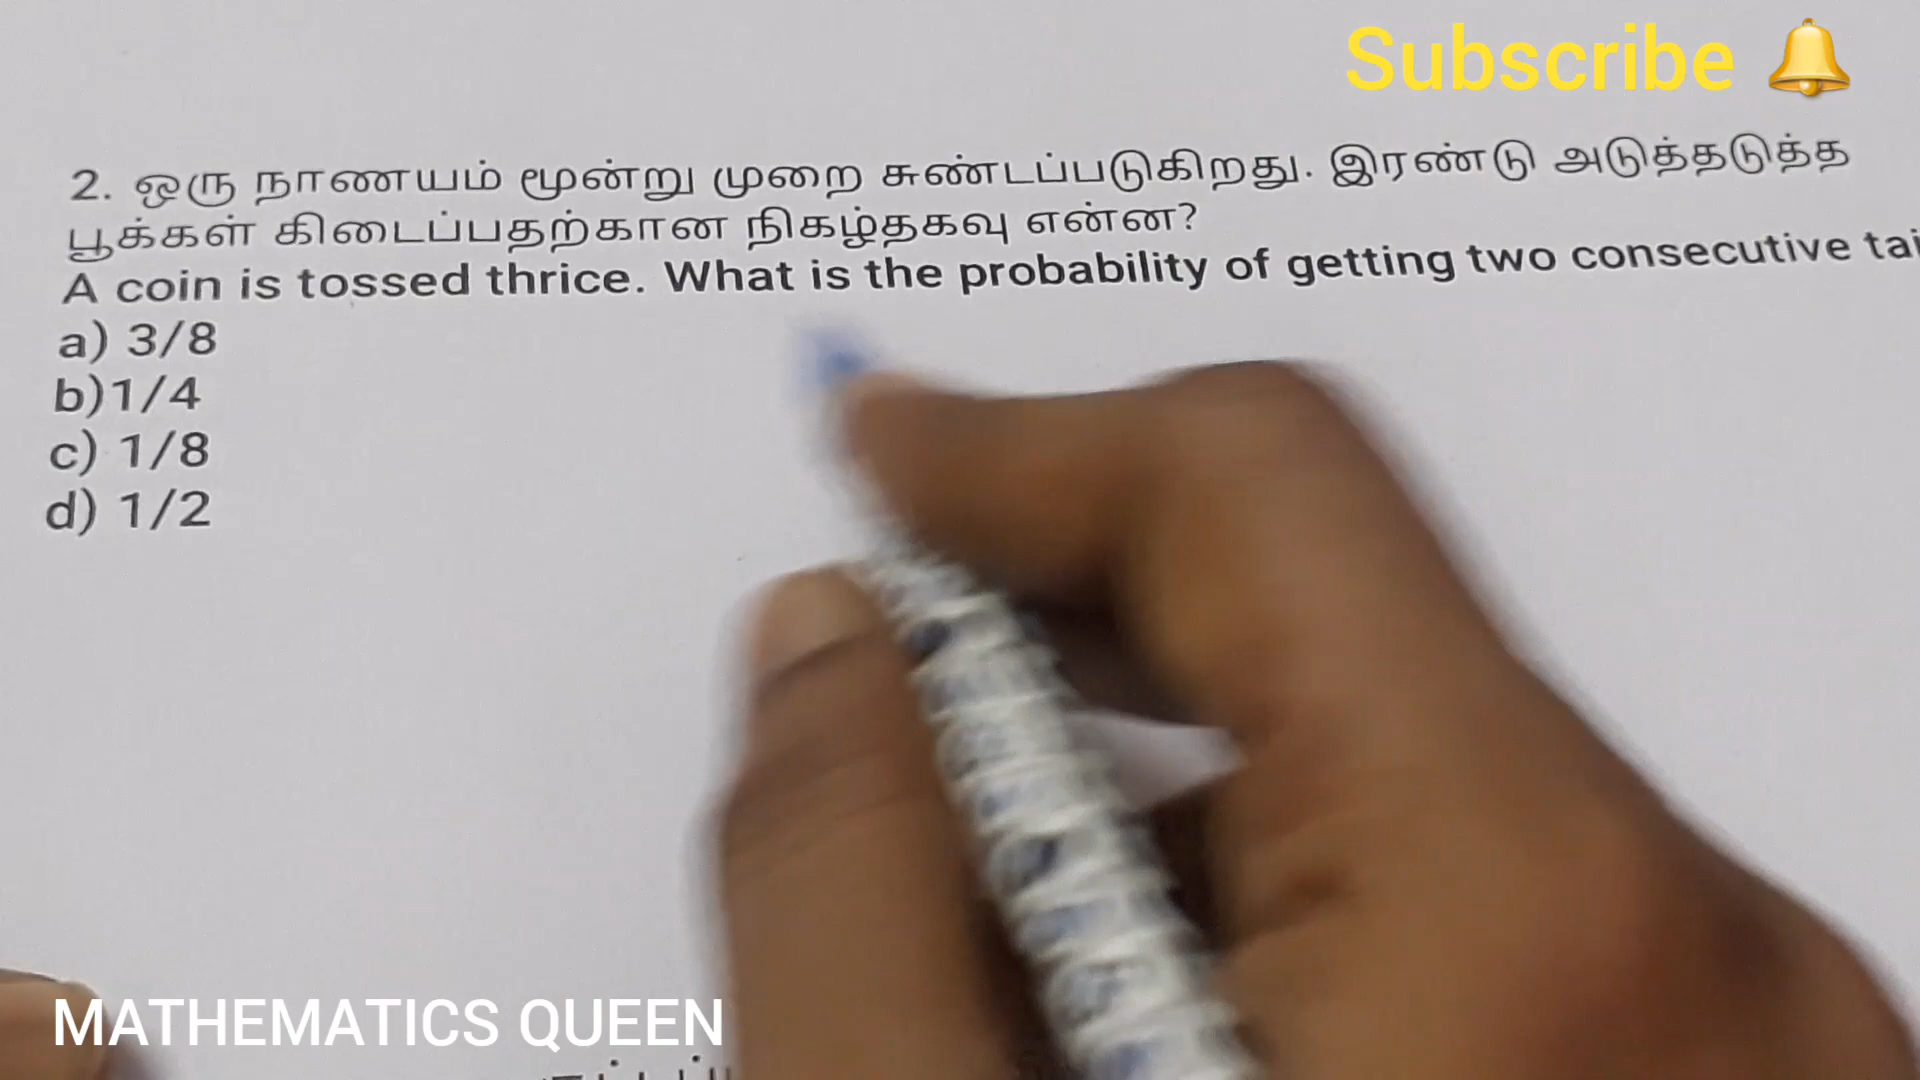 Subscribe 🔔
2. ஒரு நாணயம் மூன்று முறை சுண்டப்படுகிறது. இரண்டு அடுத்தடுத்த
பூக்கள் கிடைப்பதற்கான நிகழ்தகவு என்ன?
A coin is tossed thrice. What is the probability of getting two consecutive tai
a) 3/8
b)1/4
c) 1/8
d) 1/2
MATHEMATICS QUEEN